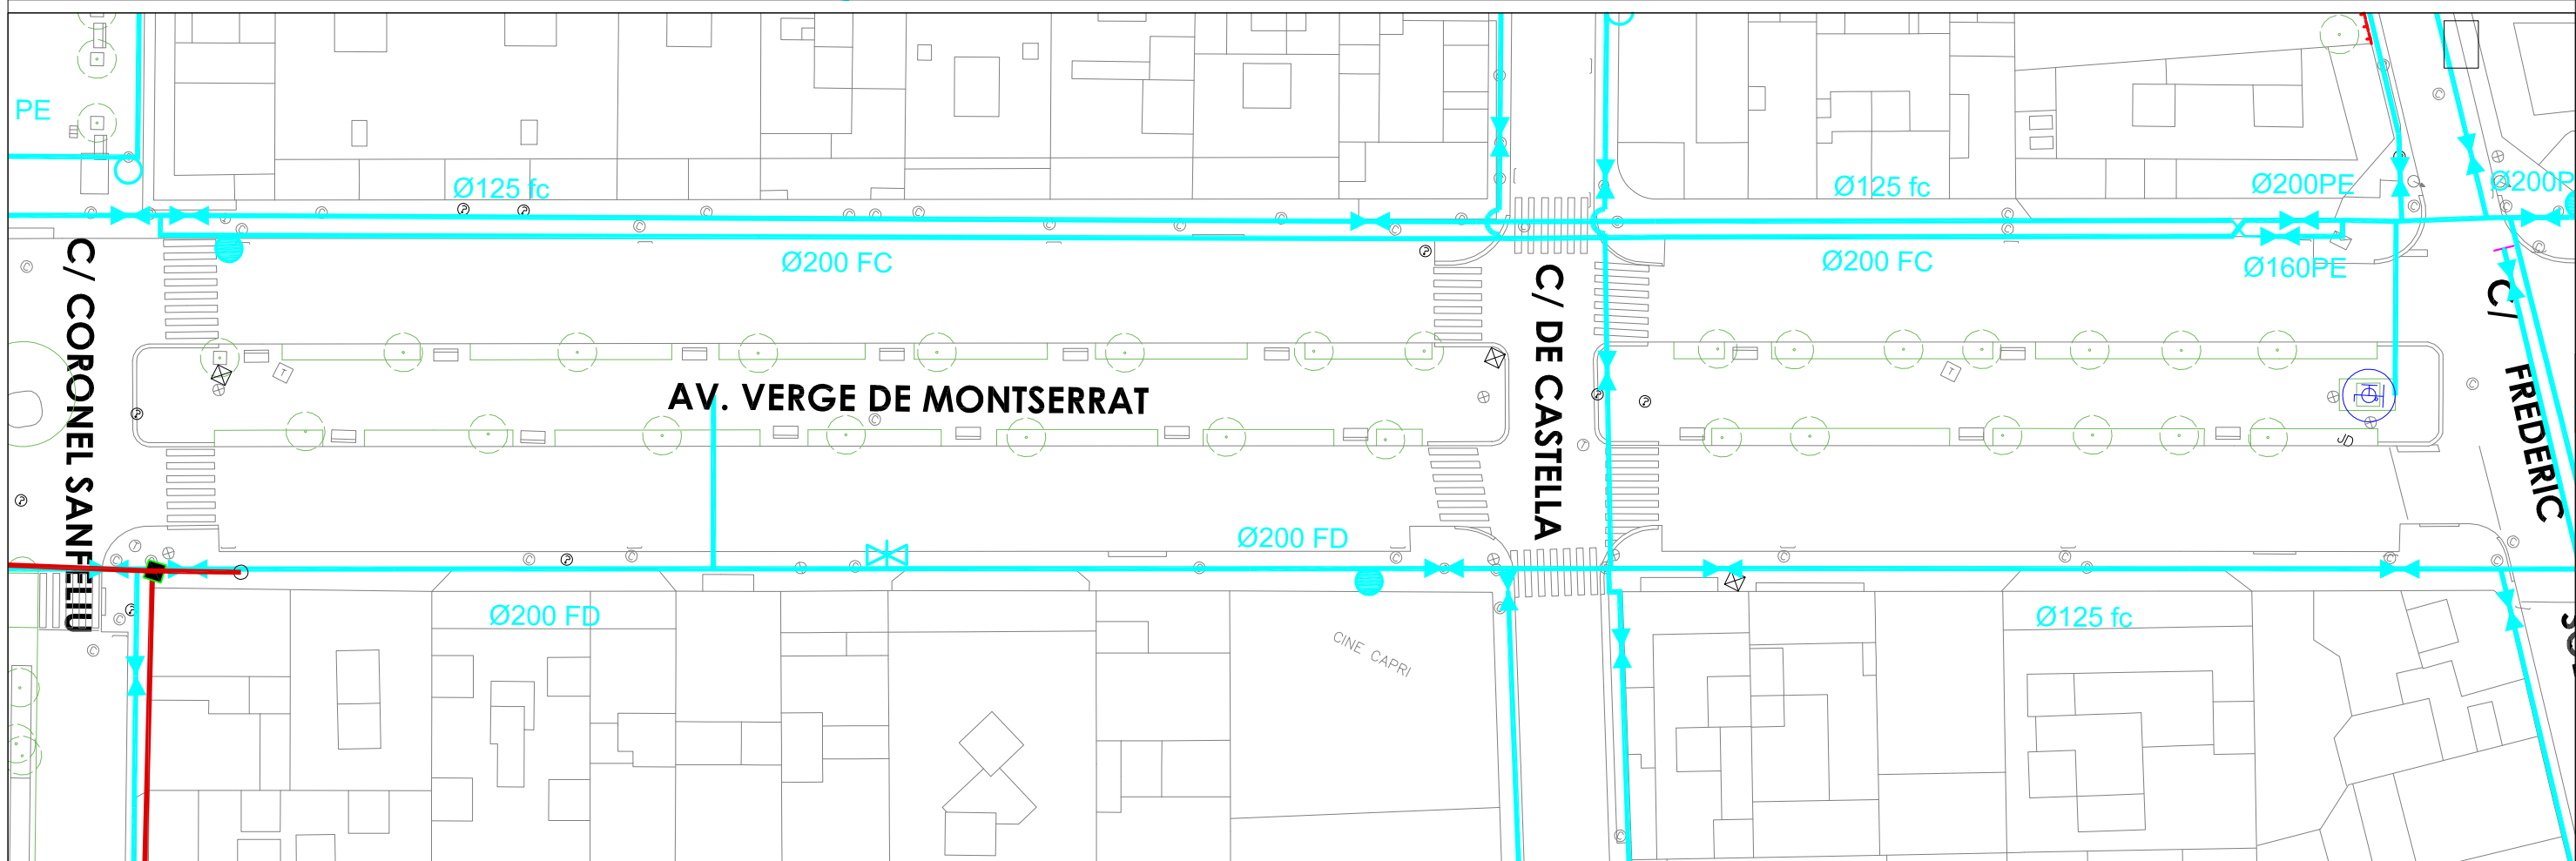 PE
Ø125 fc
Ø125 fc
Ø200PE
Ø200P
Ø200 FC
Ø200 FC
Ø160PE
C/ CORONEL SANFELIU
C/ DE CASTELLA
C/ FREDERIC
AV. VERGE DE MONTSERRAT
Ø200 FD
Ø200 FD
Ø125 fc
CINE CAPRI